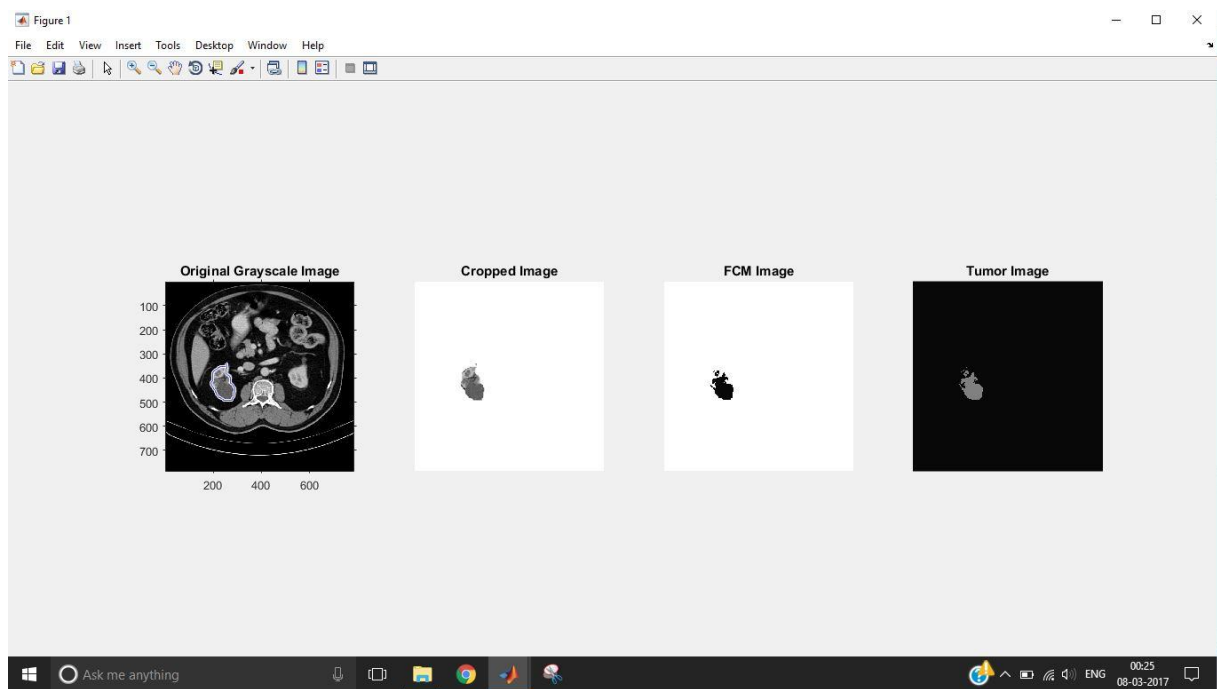 Figure 1
File Edit View Insert Tools Desktop Window Help
Original Grayscale Image
Cropped Image
FCM Image
Tumor Image
100
200
300
400
500
600
700
200 400 600
Ask me anything
ENG
00:25
08-03-2017